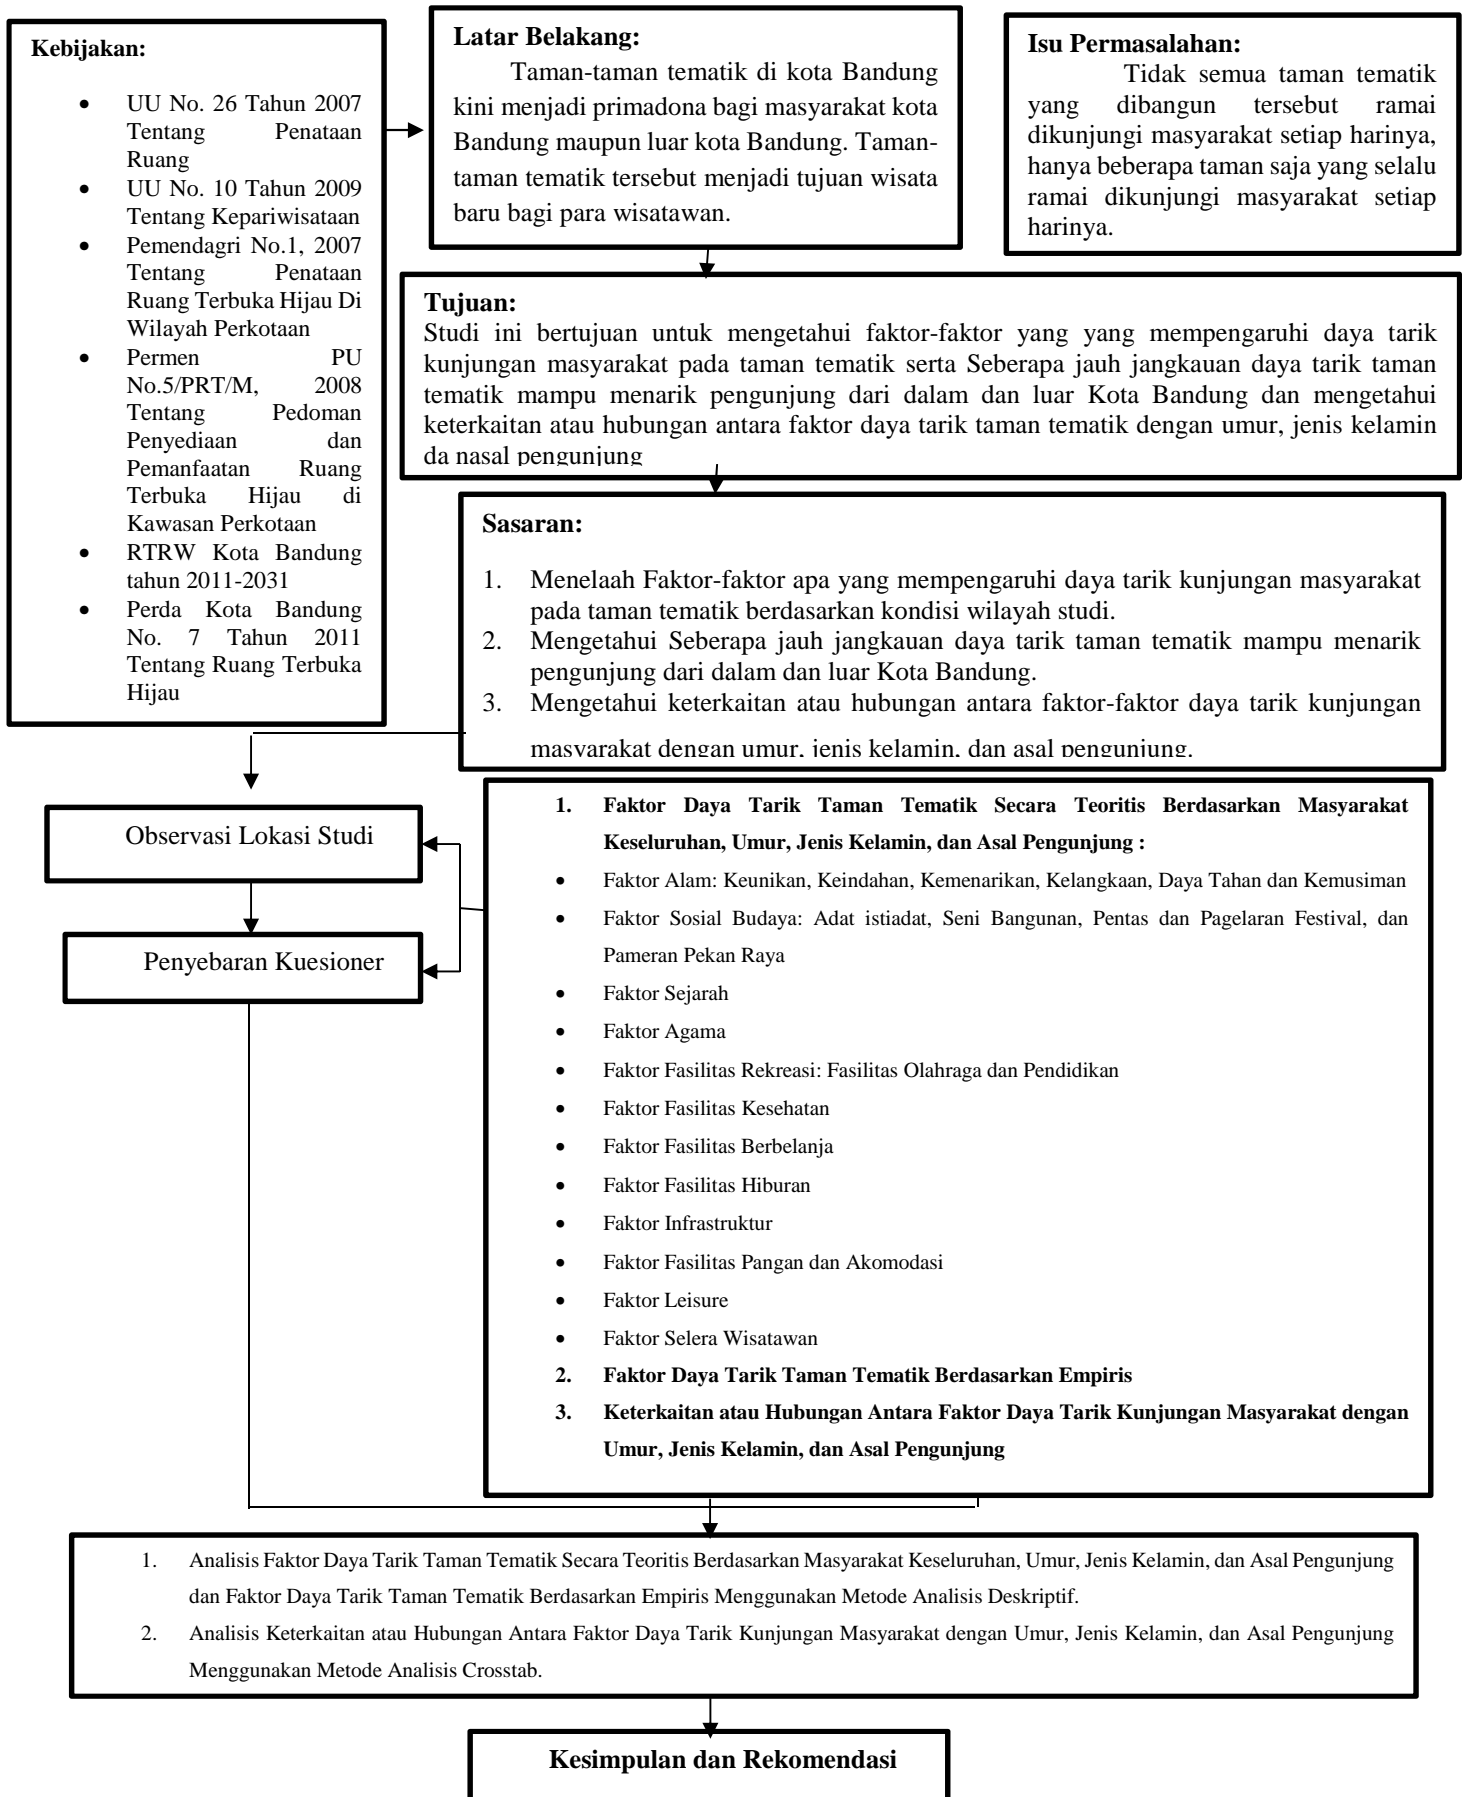 Kebijakan:
• UU No. 26 Tahun 2007
Tentang Penataan
Ruang
• UU No. 10 Tahun 2009
Tentang Kepariwisataan
• Pemendagri No.1, 2007
Tentang Penataan
Ruang Terbuka Hijau Di
Wilayah Perkotaan
• Permen PU
No.5/PRT/M, 2008
Tentang Pedoman
Penyediaan dan
Pemanfaatan Ruang
Terbuka Hijau di
Kawasan Perkotaan
• RTRW Kota Bandung
tahun 2011-2031
• Perda Kota Bandung
No. 7 Tahun 2011
Tentang Ruang Terbuka
Hijau
Latar Belakang:
Taman-taman tematik di kota Bandung
kini menjadi primadona bagi masyarakat kota
Bandung maupun luar kota Bandung. Taman-
taman tematik tersebut menjadi tujuan wisata
baru bagi para wisatawan.
Isu Permasalahan:
Tidak semua taman tematik
yang dibangun tersebut ramai
dikunjungi masyarakat setiap harinya,
hanya beberapa taman saja yang selalu
ramai dikunjungi masyarakat setiap
harinya.
Tujuan:
Studi ini bertujuan untuk mengetahui faktor-faktor yang yang mempengaruhi daya tarik
kunjungan masyarakat pada taman tematik serta Seberapa jauh jangkauan daya tarik taman
tematik mampu menarik pengunjung dari dalam dan luar Kota Bandung dan mengetahui
keterkaitan atau hubungan antara faktor daya tarik taman tematik dengan umur, jenis kelamin
da nasal pengunjung
Sasaran:
1. Menelaah Faktor-faktor apa yang mempengaruhi daya tarik kunjungan masyarakat
pada taman tematik berdasarkan kondisi wilayah studi.
2. Mengetahui Seberapa jauh jangkauan daya tarik taman tematik mampu menarik
pengunjung dari dalam dan luar Kota Bandung.
3. Mengetahui keterkaitan atau hubungan antara faktor-faktor daya tarik kunjungan
masyarakat dengan umur, jenis kelamin, dan asal pengunjung.
Observasi Lokasi Studi
Penyebaran Kuesioner
1. Faktor Daya Tarik Taman Tematik Secara Teoritis Berdasarkan Masyarakat
Keseluruhan, Umur, Jenis Kelamin, dan Asal Pengunjung :
• Faktor Alam: Keunikan, Keindahan, Kemenarikan, Kelangkaan, Daya Tahan dan Kemusiman
• Faktor Sosial Budaya: Adat istiadat, Seni Bangunan, Pentas dan Pagelaran Festival, dan
Pameran Pekan Raya
• Faktor Sejarah
• Faktor Agama
• Faktor Fasilitas Rekreasi: Fasilitas Olahraga dan Pendidikan
• Faktor Fasilitas Kesehatan
• Faktor Fasilitas Berbelanja
• Faktor Fasilitas Hiburan
• Faktor Infrastruktur
• Faktor Fasilitas Pangan dan Akomodasi
• Faktor Leisure
• Faktor Selera Wisatawan
2. Faktor Daya Tarik Taman Tematik Berdasarkan Empiris
3. Keterkaitan atau Hubungan Antara Faktor Daya Tarik Kunjungan Masyarakat dengan
Umur, Jenis Kelamin, dan Asal Pengunjung
1. Analisis Faktor Daya Tarik Taman Tematik Secara Teoritis Berdasarkan Masyarakat Keseluruhan, Umur, Jenis Kelamin, dan Asal Pengunjung
dan Faktor Daya Tarik Taman Tematik Berdasarkan Empiris Menggunakan Metode Analisis Deskriptif.
2. Analisis Keterkaitan atau Hubungan Antara Faktor Daya Tarik Kunjungan Masyarakat dengan Umur, Jenis Kelamin, dan Asal Pengunjung
Menggunakan Metode Analisis Crosstab.
Kesimpulan dan Rekomendasi